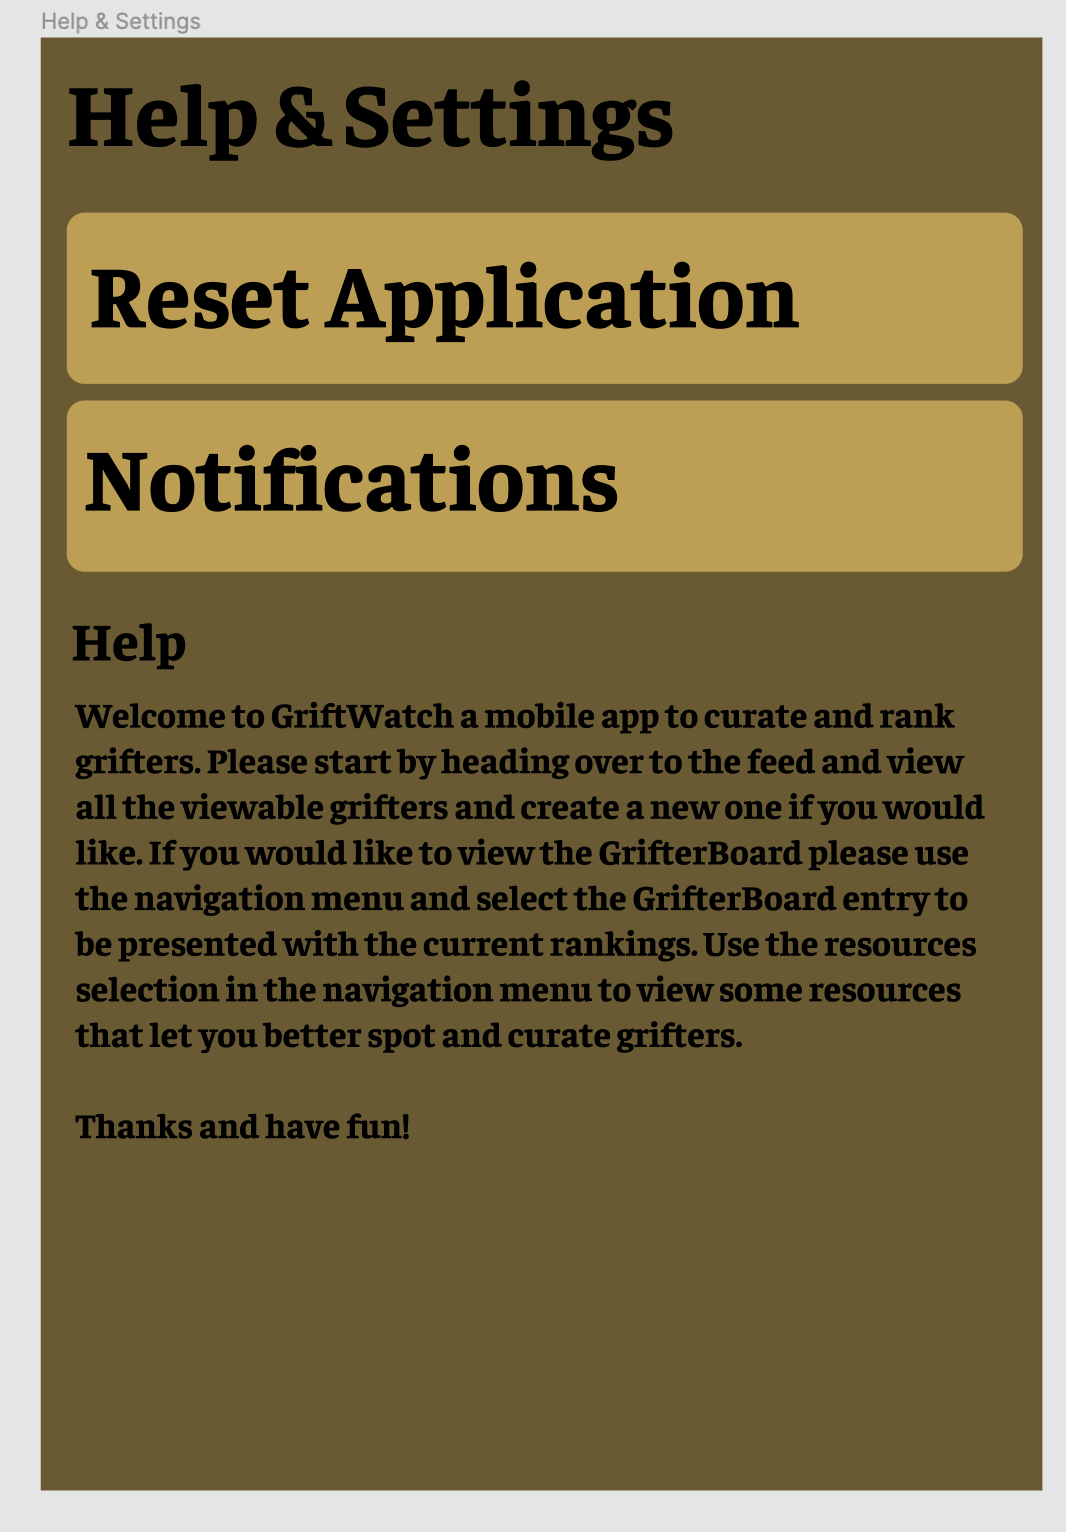 Help & Settings
Help & Settings
Reset Application
Notifications
Help
Welcome to GriftWatch a mobile app to curate and rank
grifters. Please start by heading over to the feed and view
all the viewable grifters and create a new one if you would
like. If you would like to view the GrifterBoard please use
the navigation menu and select the GrifterBoard entry to
be presented with the current rankings. Use the resources
selection in the navigation menu to view some resources
that let you better spot and curate grifters.
Thanks and have fun!